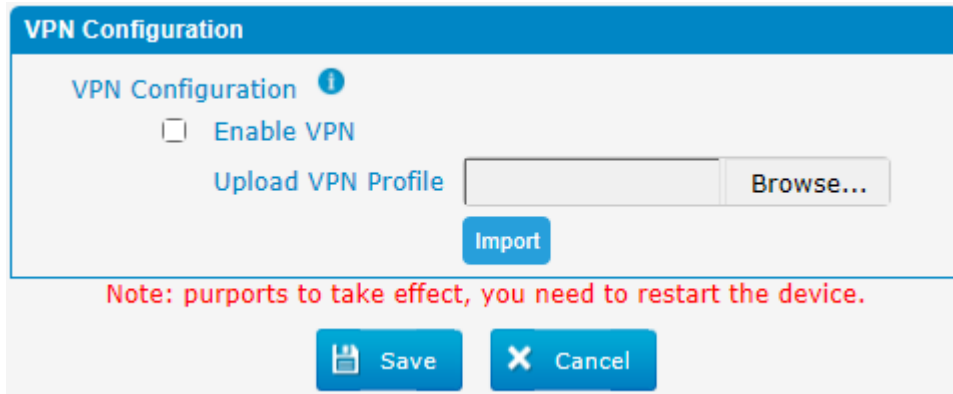 VPN Configuration
VPN Configuration i
Enable VPN
Upload VPN Profile Browse...
Import
Note: purports to take effect, you need to restart the device.
Save Cancel